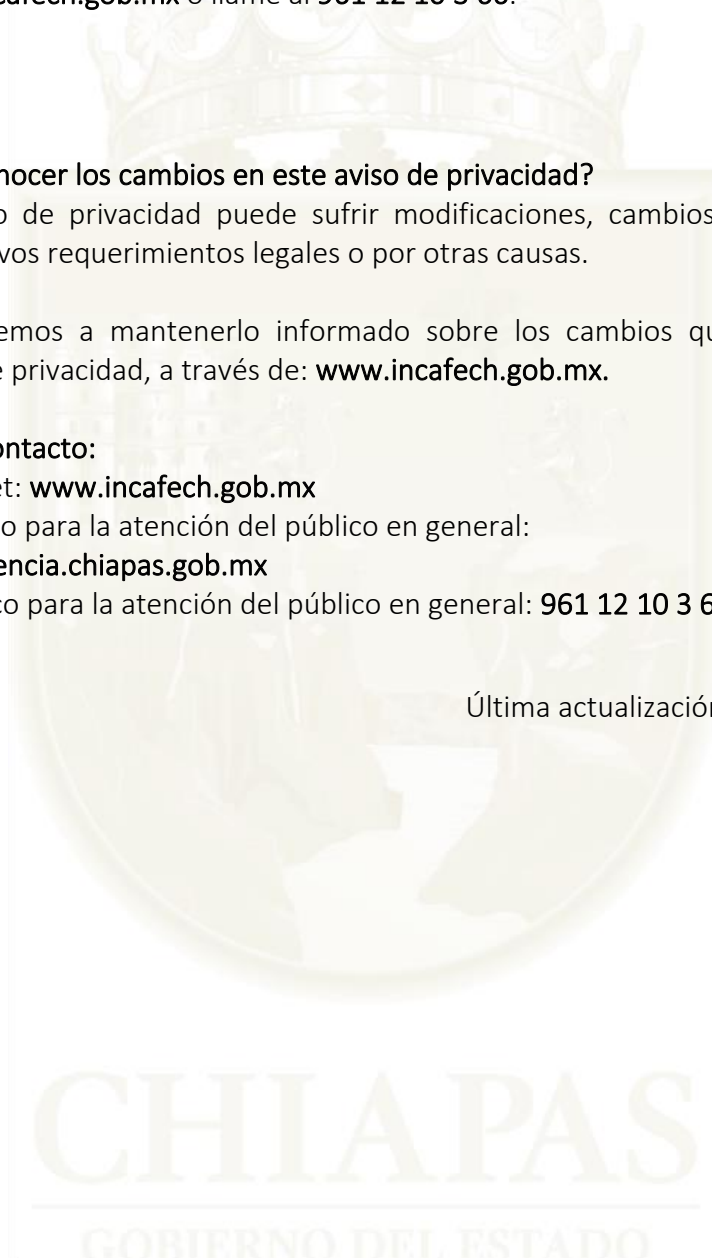 cafech.gob.mx o llame al 961 12 10 3 66.
nocer los cambios en este aviso de privacidad?
o de privacidad puede sufrir modificaciones, cambios
vos requerimientos legales o por otras causas.
emos a mantenerlo informado sobre los cambios qu
e privacidad, a través de: www.incafech.gob.mx.
ontacto:
et: www.incafech.gob.mx
o para la atención del público en general:
encia.chiapas.gob.mx
co para la atención del público en general: 961 12 10 3 6
Última actualización
CHIAPAS
GOBIERNO DEL ESTADO